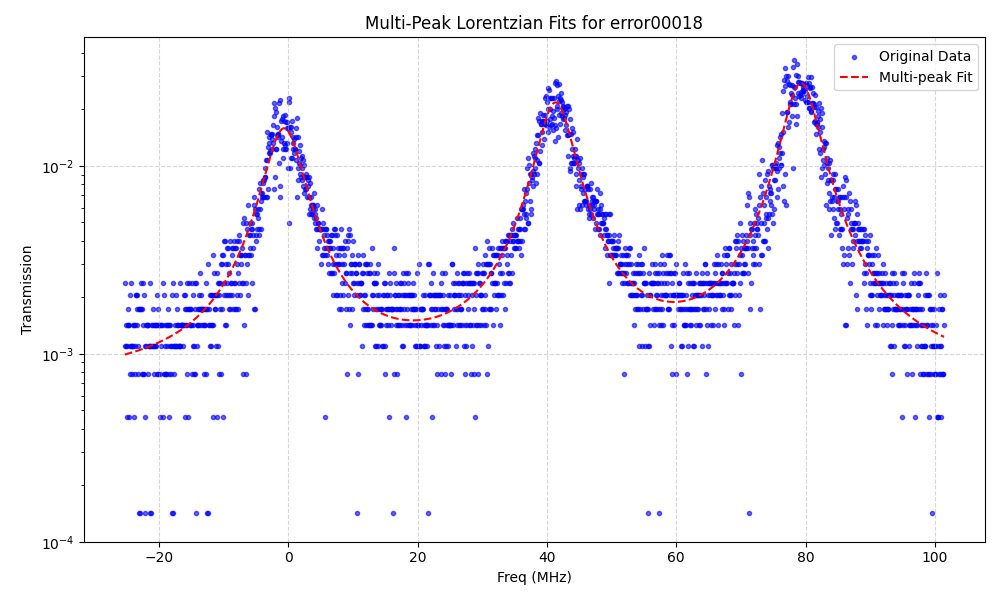 Multi-Peak Lorentzian Fits for error00018
Original Data
Multi-peak Fit
Transmission
10⁻²
10⁻³
10⁻⁴
−20 0 20 40 60 80 100
Freq (MHz)